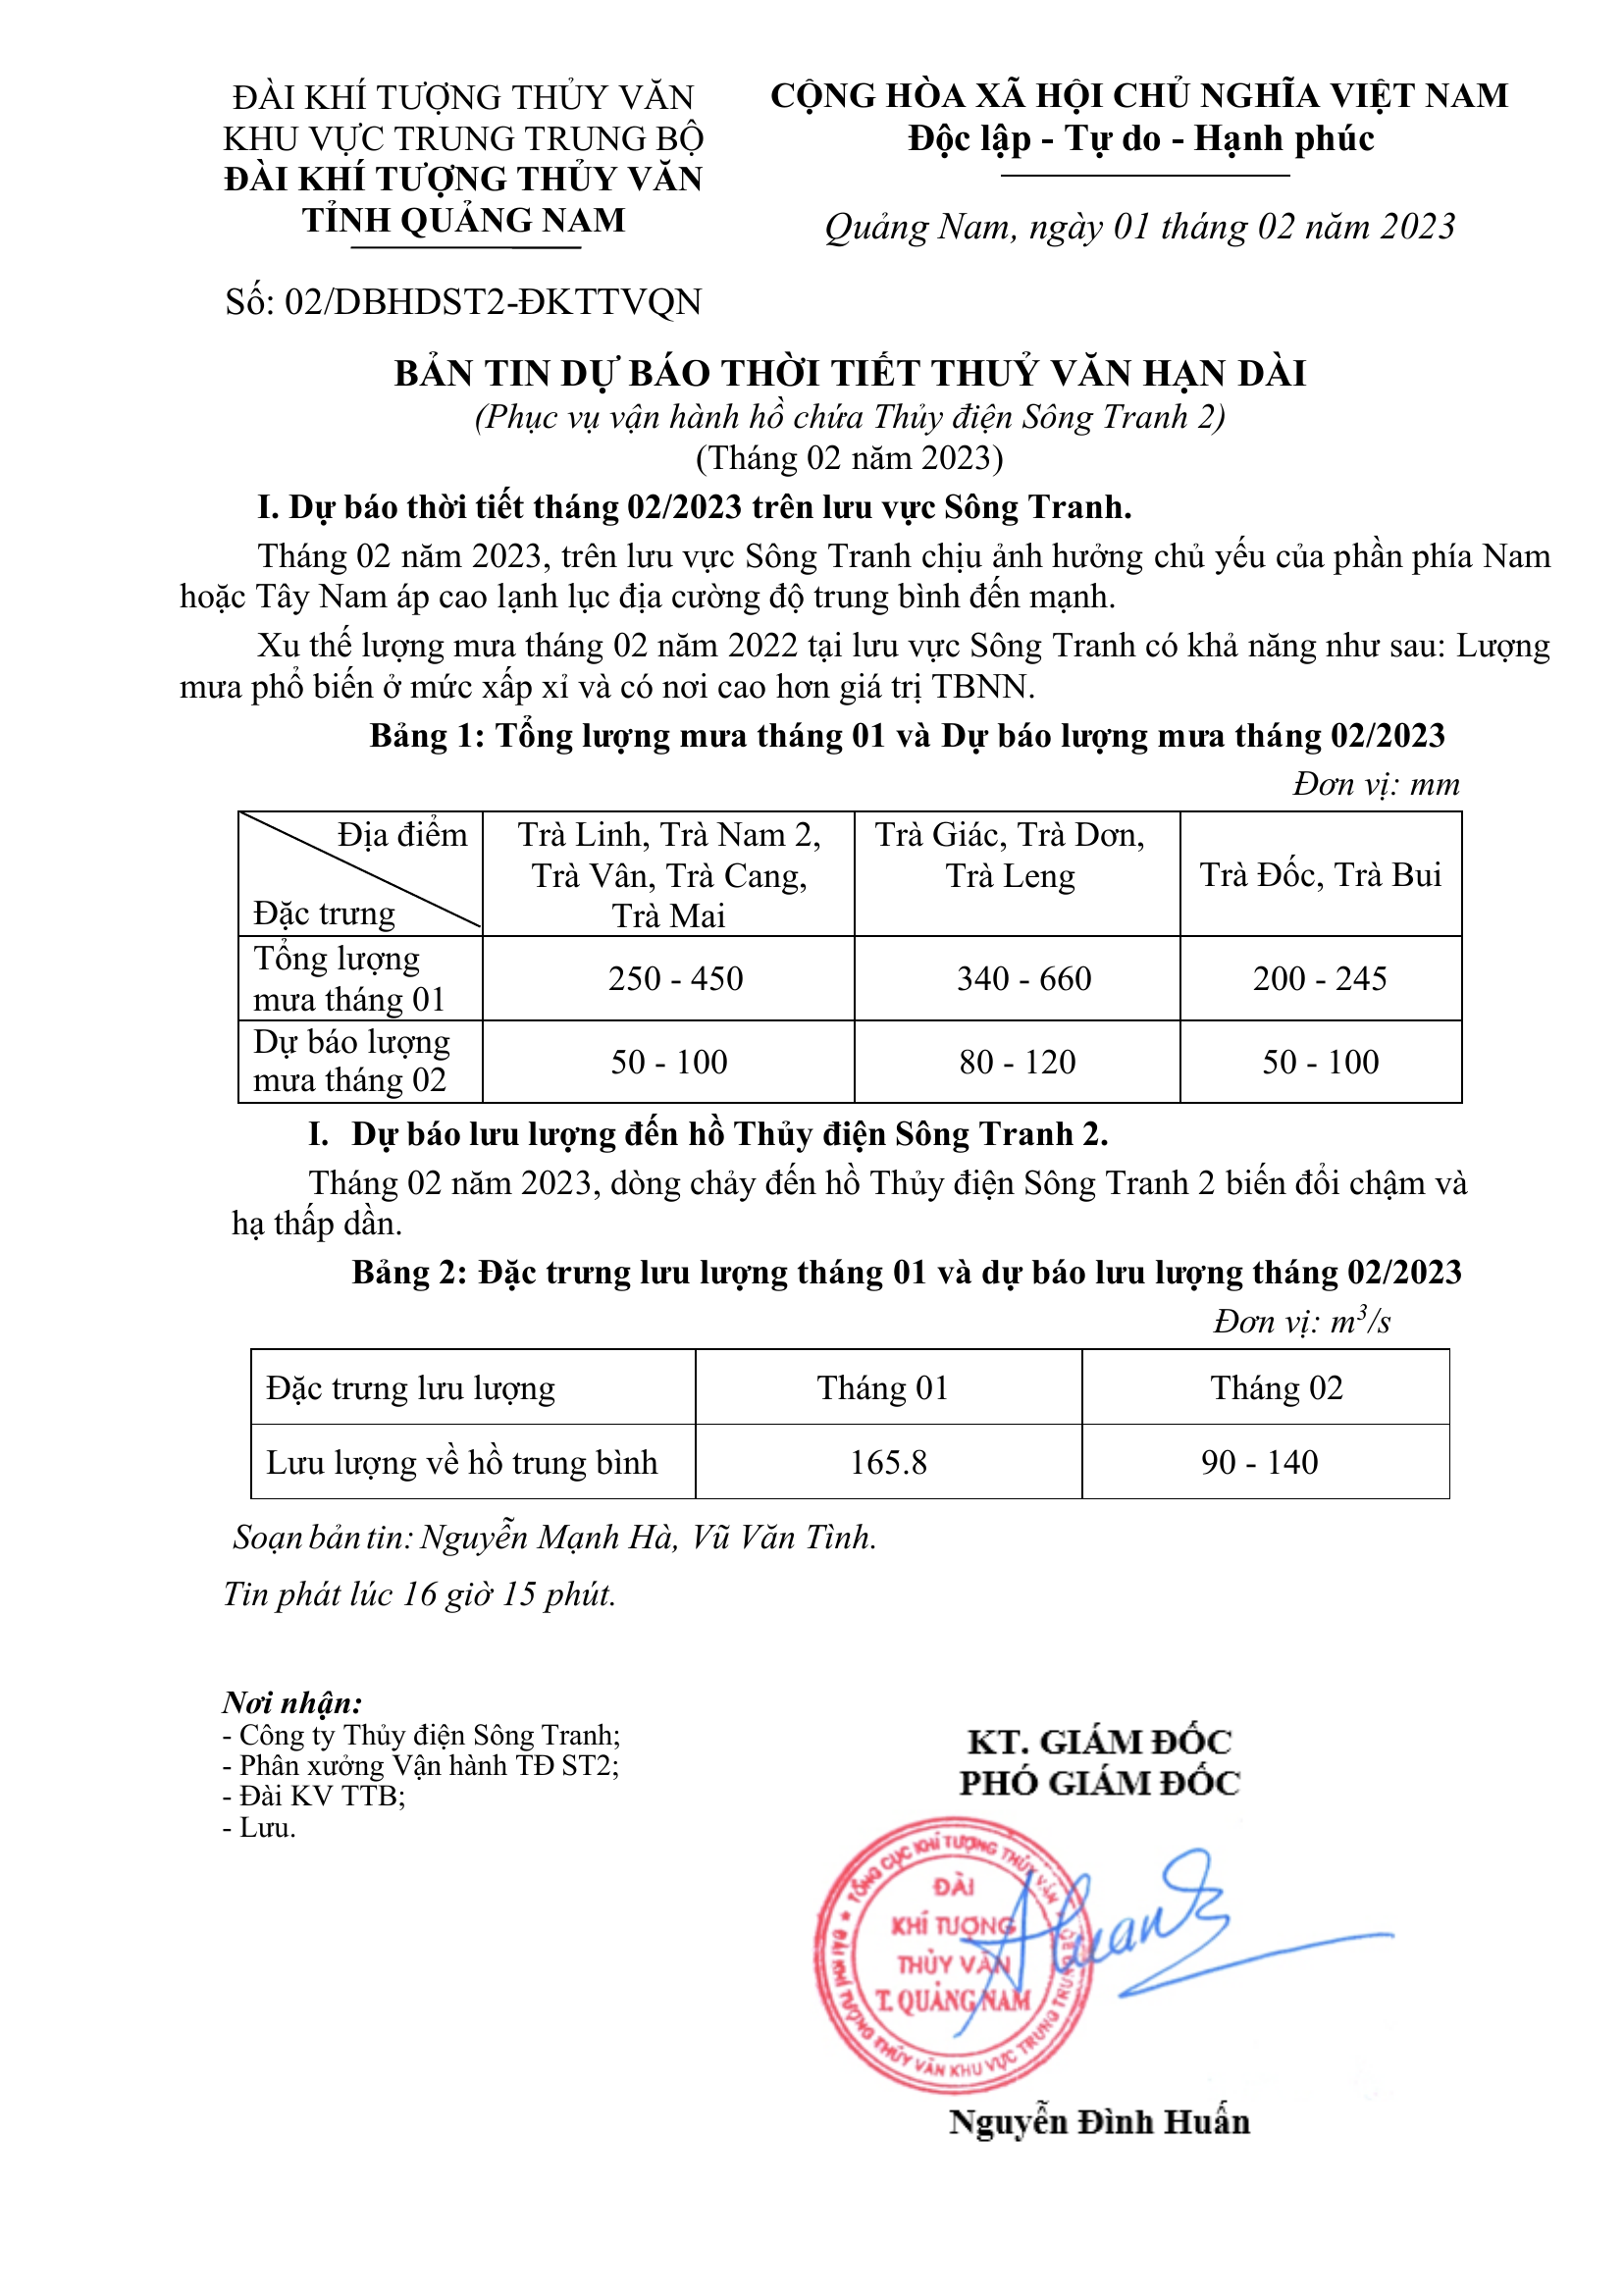 ĐÀI KHÍ TƯỢNG THỦY VĂN
KHU VỰC TRUNG TRUNG BỘ
ĐÀI KHÍ TƯỢNG THỦY VĂN
TỈNH QUẢNG NAM
Số: 02/DBHDST2-ĐKTTVQN
CỘNG HÒA XÃ HỘI CHỦ NGHĨA VIỆT NAM
Độc lập - Tự do - Hạnh phúc
Quảng Nam, ngày 01 tháng 02 năm 2023
BẢN TIN DỰ BÁO THỜI TIẾT THUỶ VĂN HẠN DÀI
(Phục vụ vận hành hồ chứa Thủy điện Sông Tranh 2)
(Tháng 02 năm 2023)
I. Dự báo thời tiết tháng 02/2023 trên lưu vực Sông Tranh.
Tháng 02 năm 2023, trên lưu vực Sông Tranh chịu ảnh hưởng chủ yếu của phần phía Nam
hoặc Tây Nam áp cao lạnh lục địa cường độ trung bình đến mạnh.
Xu thế lượng mưa tháng 02 năm 2022 tại lưu vực Sông Tranh có khả năng như sau: Lượng
mưa phổ biến ở mức xấp xỉ và có nơi cao hơn giá trị TBNN.
Bảng 1: Tổng lượng mưa tháng 01 và Dự báo lượng mưa tháng 02/2023
Đơn vị: mm
Địa điểm
Đặc trưng
Trà Linh, Trà Nam 2,
Trà Vân, Trà Cang,
Trà Mai
Trà Giác, Trà Dơn,
Trà Leng
Trà Đốc, Trà Bui
Tổng lượng
mưa tháng 01
250 - 450
340 - 660
200 - 245
Dự báo lượng
mưa tháng 02
50 - 100
80 - 120
50 - 100
I. Dự báo lưu lượng đến hồ Thủy điện Sông Tranh 2.
Tháng 02 năm 2023, dòng chảy đến hồ Thủy điện Sông Tranh 2 biến đổi chậm và
hạ thấp dần.
Bảng 2: Đặc trưng lưu lượng tháng 01 và dự báo lưu lượng tháng 02/2023
Đơn vị: m³/s
Đặc trưng lưu lượng
Tháng 01
Tháng 02
Lưu lượng về hồ trung bình
165.8
90 - 140
Soạn bản tin: Nguyễn Mạnh Hà, Vũ Văn Tình.
Tin phát lúc 16 giờ 15 phút.
Nơi nhận:
- Công ty Thủy điện Sông Tranh;
- Phân xưởng Vận hành TĐ ST2;
- Đài KV TTB;
- Lưu.
KT. GIÁM ĐỐC
PHÓ GIÁM ĐỐC
TỔNG CỤC KHÍ TƯỢNG THỦY VĂN
ĐÀI KHÍ TƯỢNG THỦY VĂN KHU VỰC TRUNG TRUNG BỘ
ĐÀI
KHÍ TƯỢNG
THỦY VĂN
T. QUẢNG NAM
Nguyễn Đình Huấn